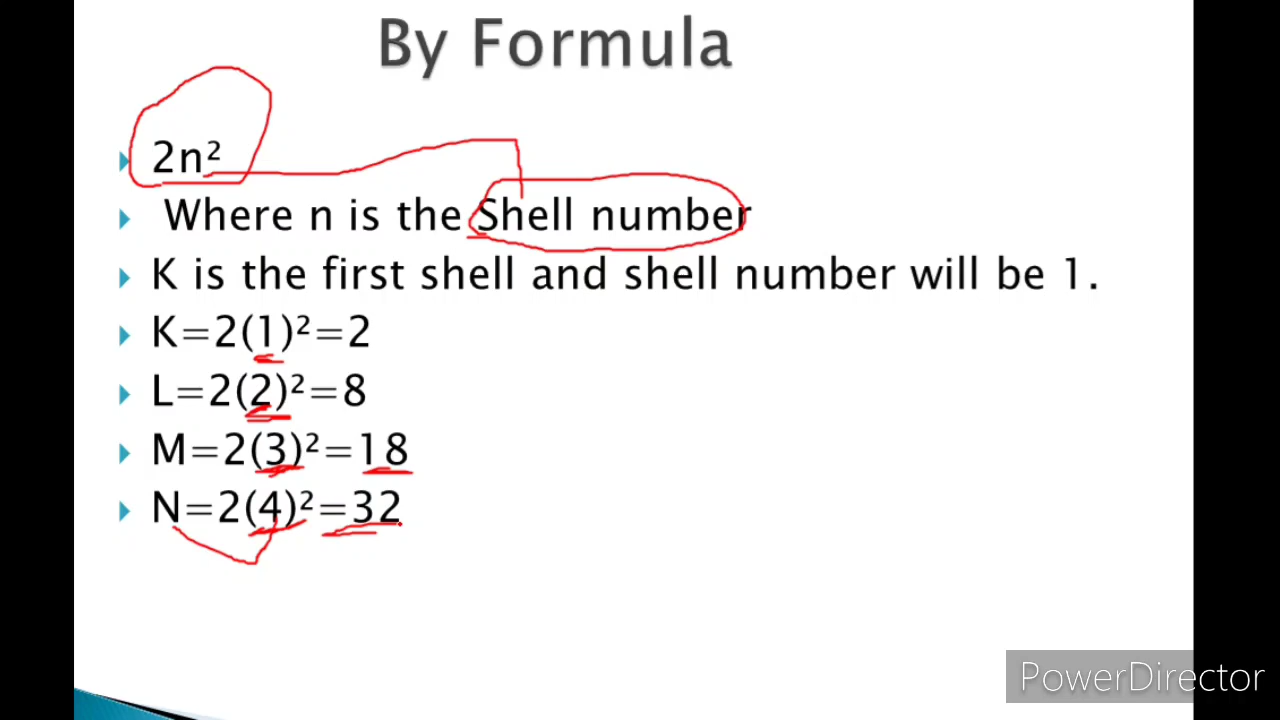 By Formula
2n²
Where n is the Shell number
K is the first shell and shell number will be 1.
K=2(1)²=2
L=2(2)²=8
M=2(3)²=18
N=2(4)²=32
PowerDirector